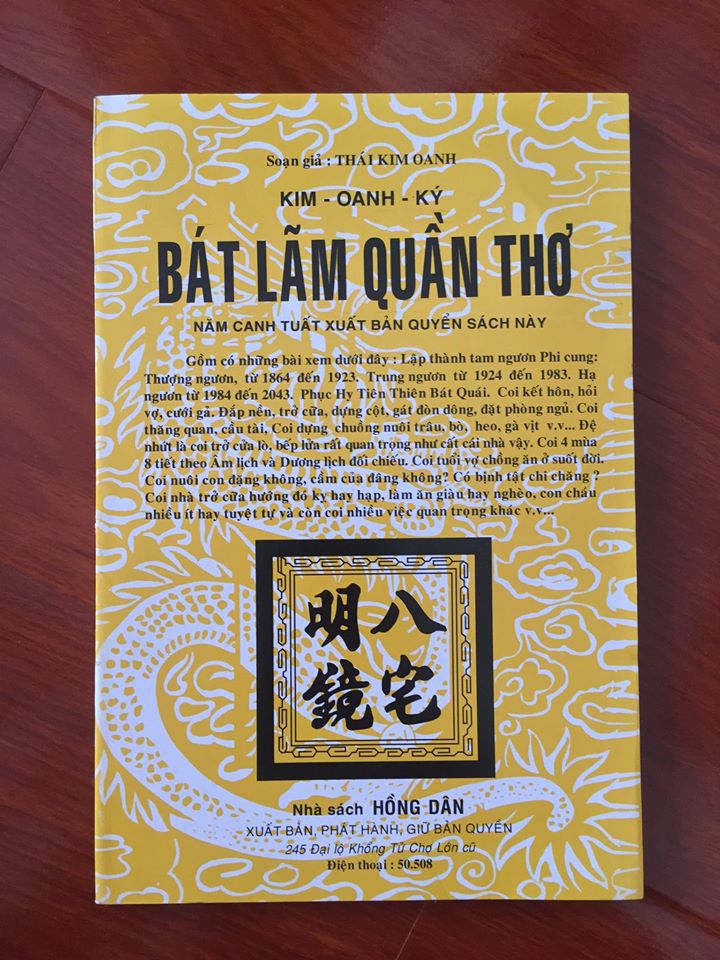 Soạn giả : THÁI KIM OANH
KIM - OANH - KÝ
BÁT LÃM QUẦN THƠ
NĂM CANH TUẤT XUẤT BẢN QUYỂN SÁCH NÀY
Gồm có những bài xem dưới đây : Lập thành tam ngươn Phi cung:
Thượng ngươn, từ 1864 đến 1923. Trung ngươn từ 1924 đến 1983. Hạ
ngươn từ 1984 đến 2043. Phục Hy Tiên Thiên Bát Quái. Coi kết hôn, hỏi
vợ, cưới gả. Đắp nền, trở cữa, dựng cột, gát đòn dông, đặt phòng ngủ. Coi
thăng quan, cầu tài, Coi dựng chuồng nuôi trâu, bò, heo, gà vịt v.v... Đệ
nhứt là coi trở cửa lò, bếp lửa rất quan trọng như cất cái nhà vậy. Coi 4 mùa
8 tiết theo Âm lịch và Dương lịch đối chiếu. Coi tuổi vợ chồng ăn ở suốt đời.
Coi nuôi con đặng không, cầm của đâng không? Có bịnh tật chi chăng ?
Coi nhà trở cữa hướng đó kỵ hay hạp, làm ăn giàu hay nghèo, con cháu
nhiều ít hay tuyệt tự và còn coi nhiều việc quan trọng khác v.v...
八宅
明鏡
Nhà sách HỒNG DÂN
XUẤT BẢN, PHÁT HÀNH, GIỮ BẢN QUYỀN
245 Đại lộ Khổng Tử Chợ Lớn cũ
Điện thoại : 50.508